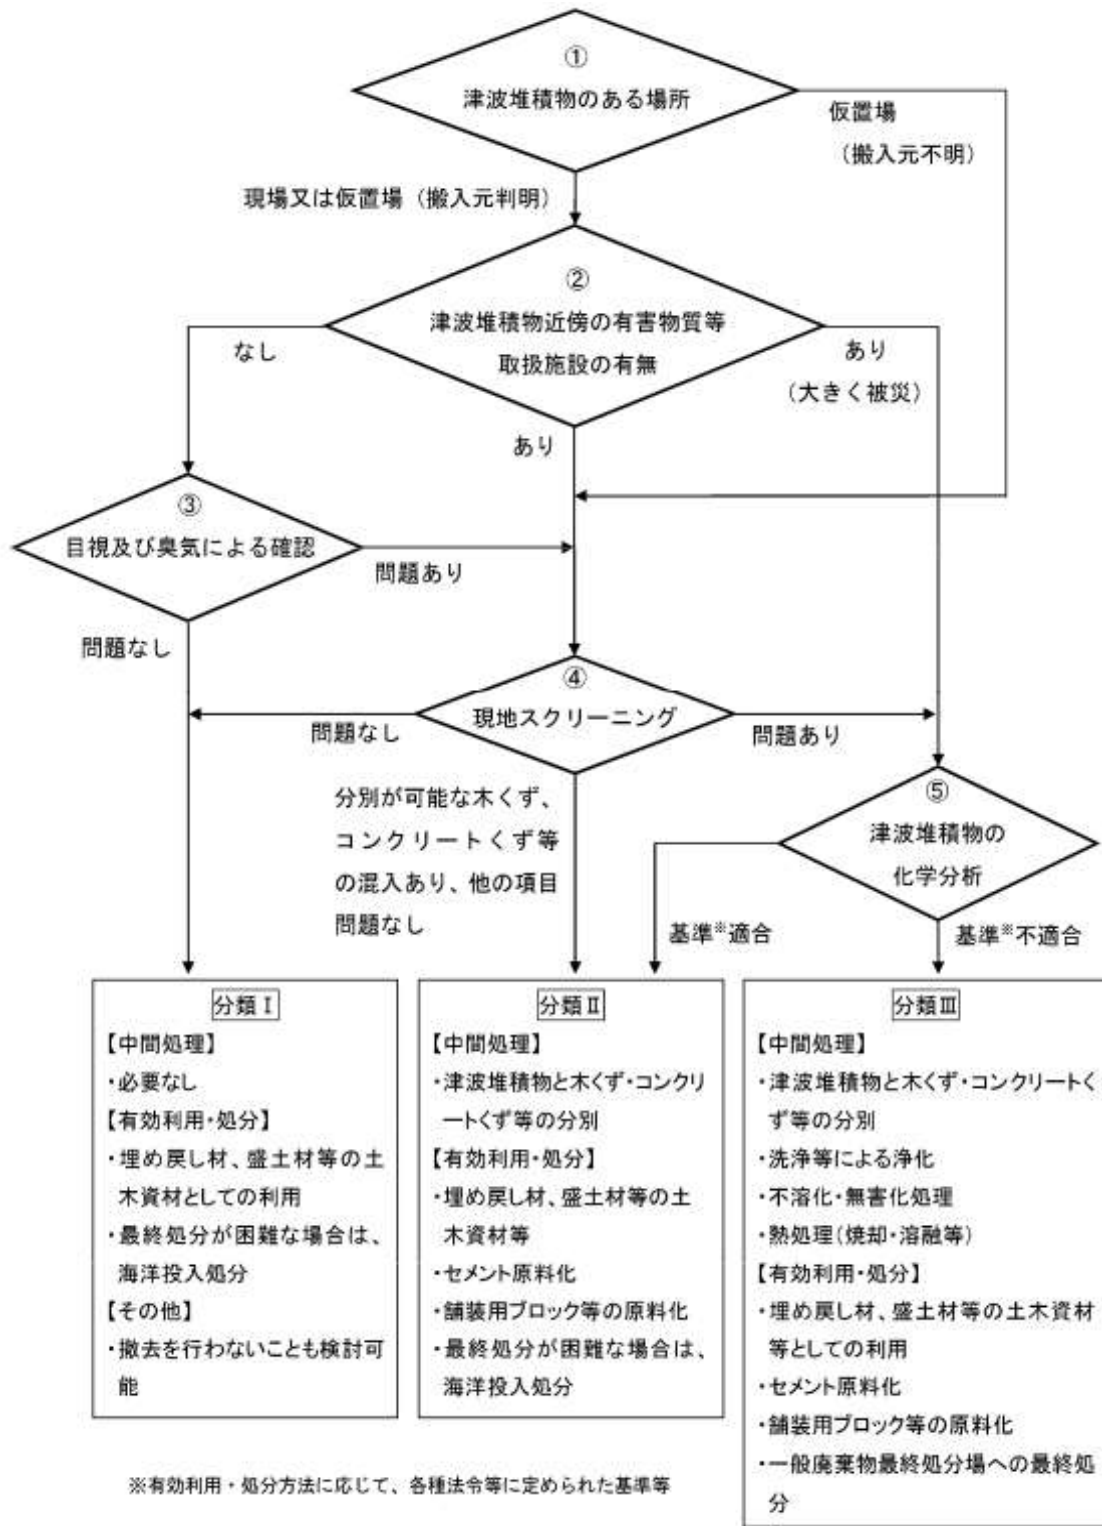 ①
津波堆積物のある場所
仮置場
（搬入元不明）
現場又は仮置場（搬入元判明）
②
津波堆積物近傍の有害物質等
取扱施設の有無
なし
あり
（大きく被災）
あり
③
目視及び臭気による確認
問題あり
問題なし
④
現地スクリーニング
問題なし
問題あり
分別が可能な木くず、
コンクリートくず等
の混入あり、他の項目
問題なし
⑤
津波堆積物の
化学分析
基準※適合
基準※不適合
分類Ⅰ
【中間処理】
・必要なし
【有効利用・処分】
・埋め戻し材、盛土材等の土
木資材としての利用
・最終処分が困難な場合は、
海洋投入処分
【その他】
・撤去を行わないことも検討可
能
分類Ⅱ
【中間処理】
・津波堆積物と木くず・コンクリ
ートくず等の分別
【有効利用・処分】
・埋め戻し材、盛土材等の土
木資材等
・セメント原料化
・舗装用ブロック等の原料化
・最終処分が困難な場合は、
海洋投入処分
分類Ⅲ
【中間処理】
・津波堆積物と木くず・コンクリートく
ず等の分別
・洗浄等による浄化
・不溶化・無害化処理
・熱処理（焼却・溶融等）
【有効利用・処分】
・埋め戻し材、盛土材等の土木資材
等としての利用
・セメント原料化
・舗装用ブロック等の原料化
・一般廃棄物最終処分場への最終処
分
※有効利用・処分方法に応じて、各種法令等に定められた基準等